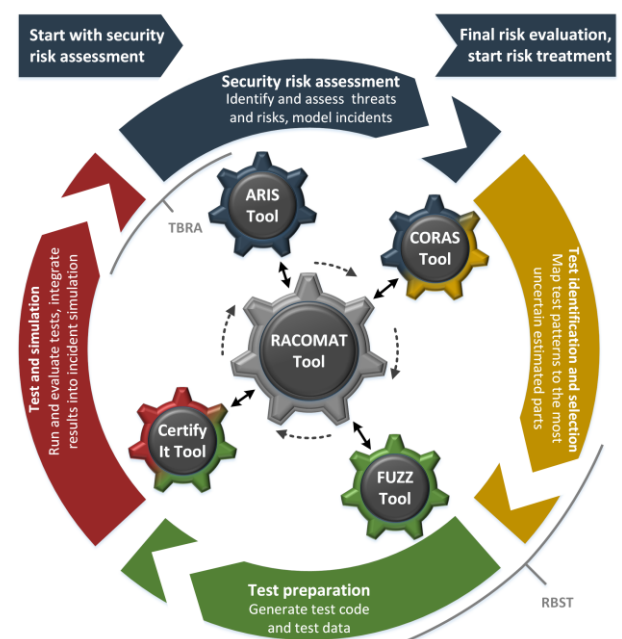 Start with security
risk assessment
Final risk evaluation,
start risk treatment
Security risk assessment
Identify and assess threats
and risks, model incidents
ARIS
Tool
TBRA
CORAS
Tool
Test identification and selection
Map test patterns to the most
uncertain estimated parts
RACOMAT
Tool
Test and simulation
Run and evaluate tests, integrate
results into incident simulation
Certify
It Tool
FUZZ
Tool
Test preparation
Generate test code
and test data
RBST